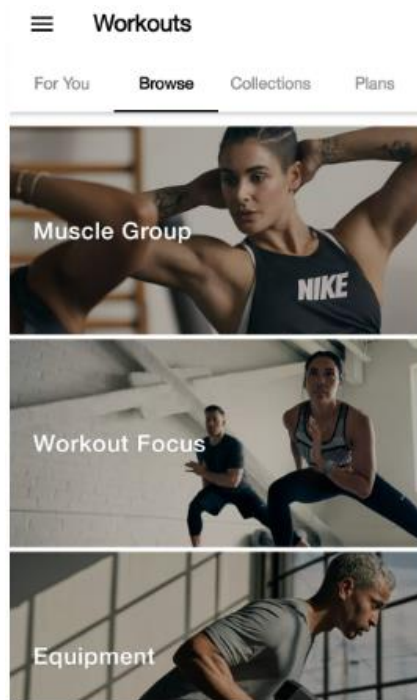 Workouts
For You
Browse
Collections
Plans
Muscle Group
NIKE
Workout Focus
Equipment